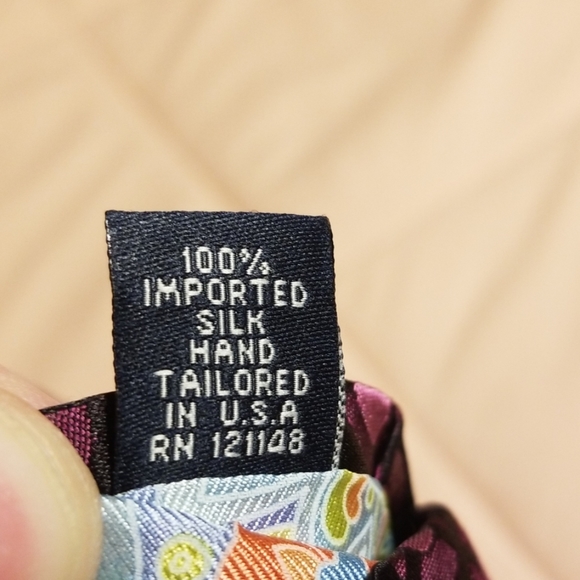 100%
IMPORTED
SILK
HAND
TAILORED
IN U.S.A
RN 121148